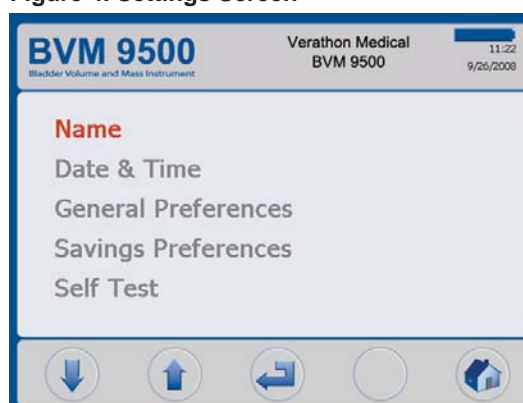 Figure 4. Settings Screen
BVM 9500
Bladder Volume and Mass Instrument
Verathon Medical
BVM 9500
11:22
9/26/2008
Name
Date & Time
General Preferences
Savings Preferences
Self Test